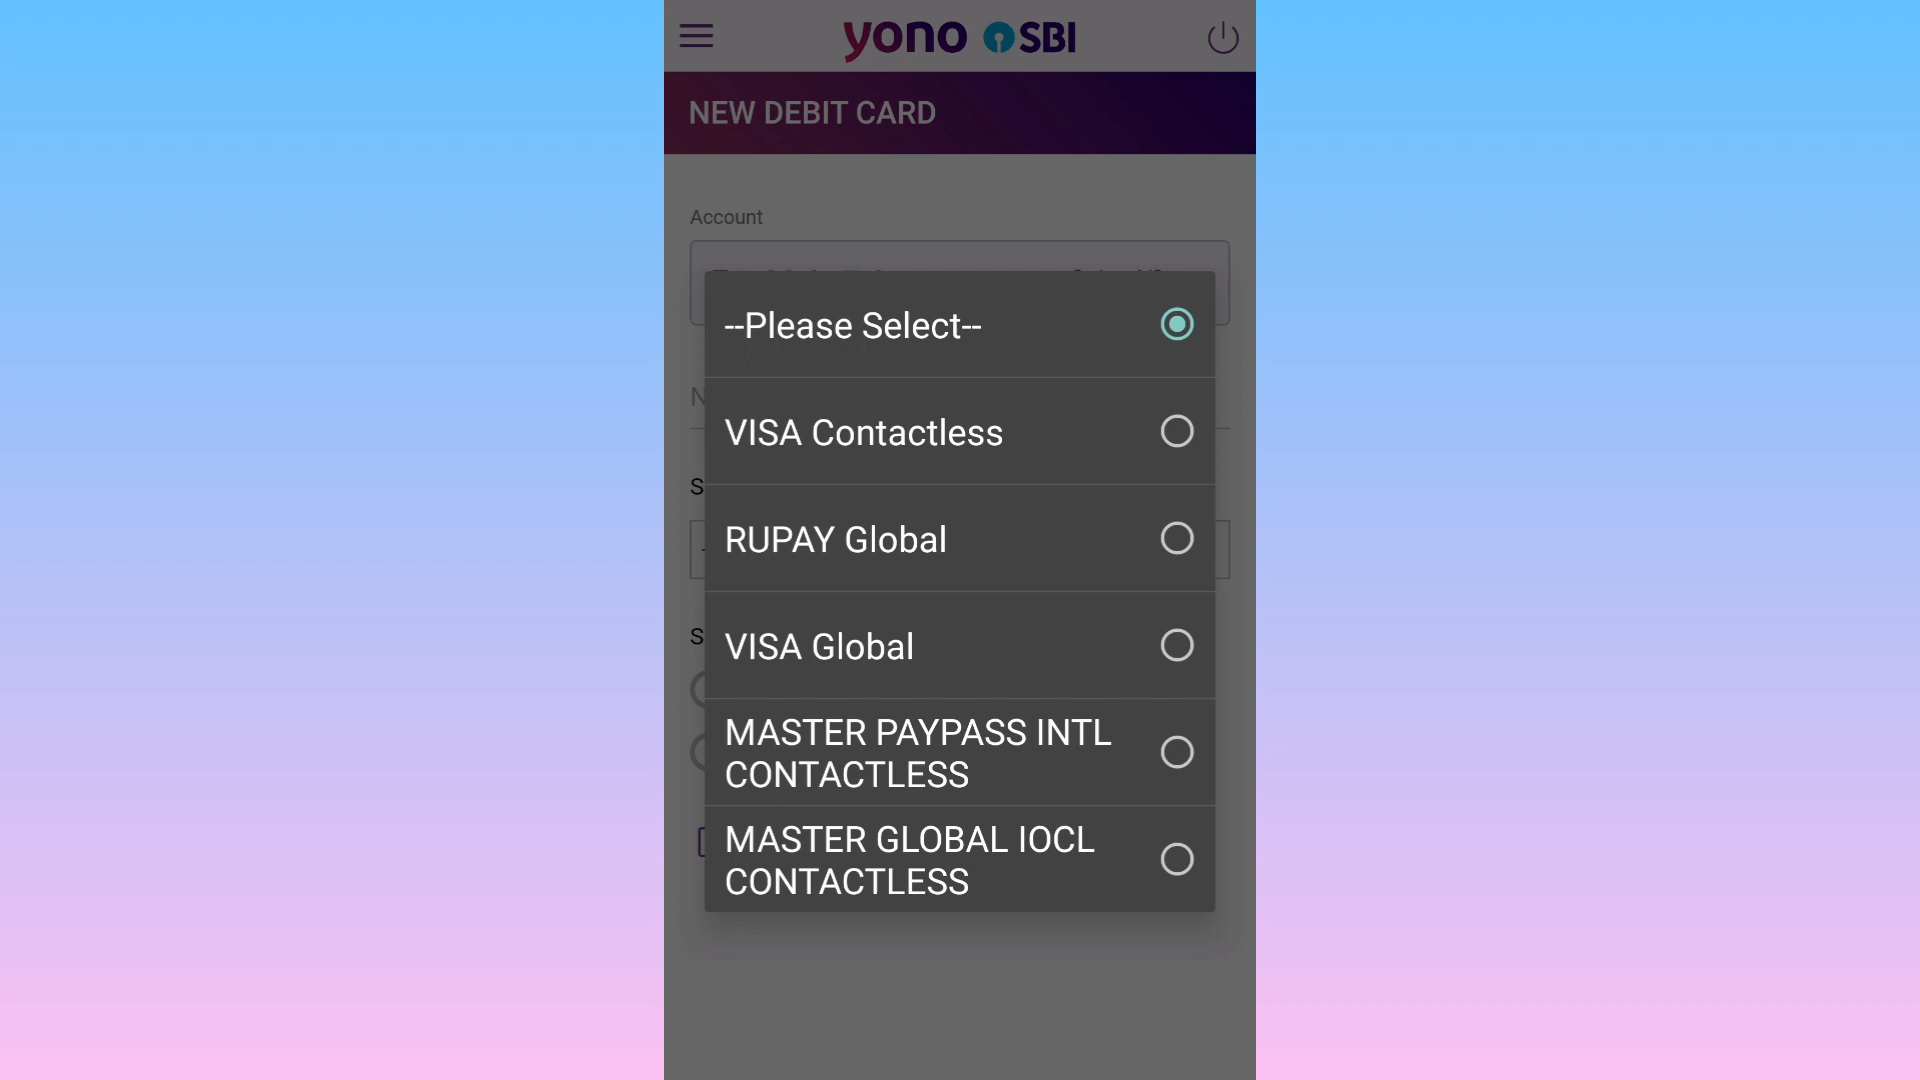 yono SBI
NEW DEBIT CARD
Account
--Please Select--
VISA Contactless
RUPAY Global
VISA Global
MASTER PAYPASS INTL
CONTACTLESS
MASTER GLOBAL IOCL
CONTACTLESS